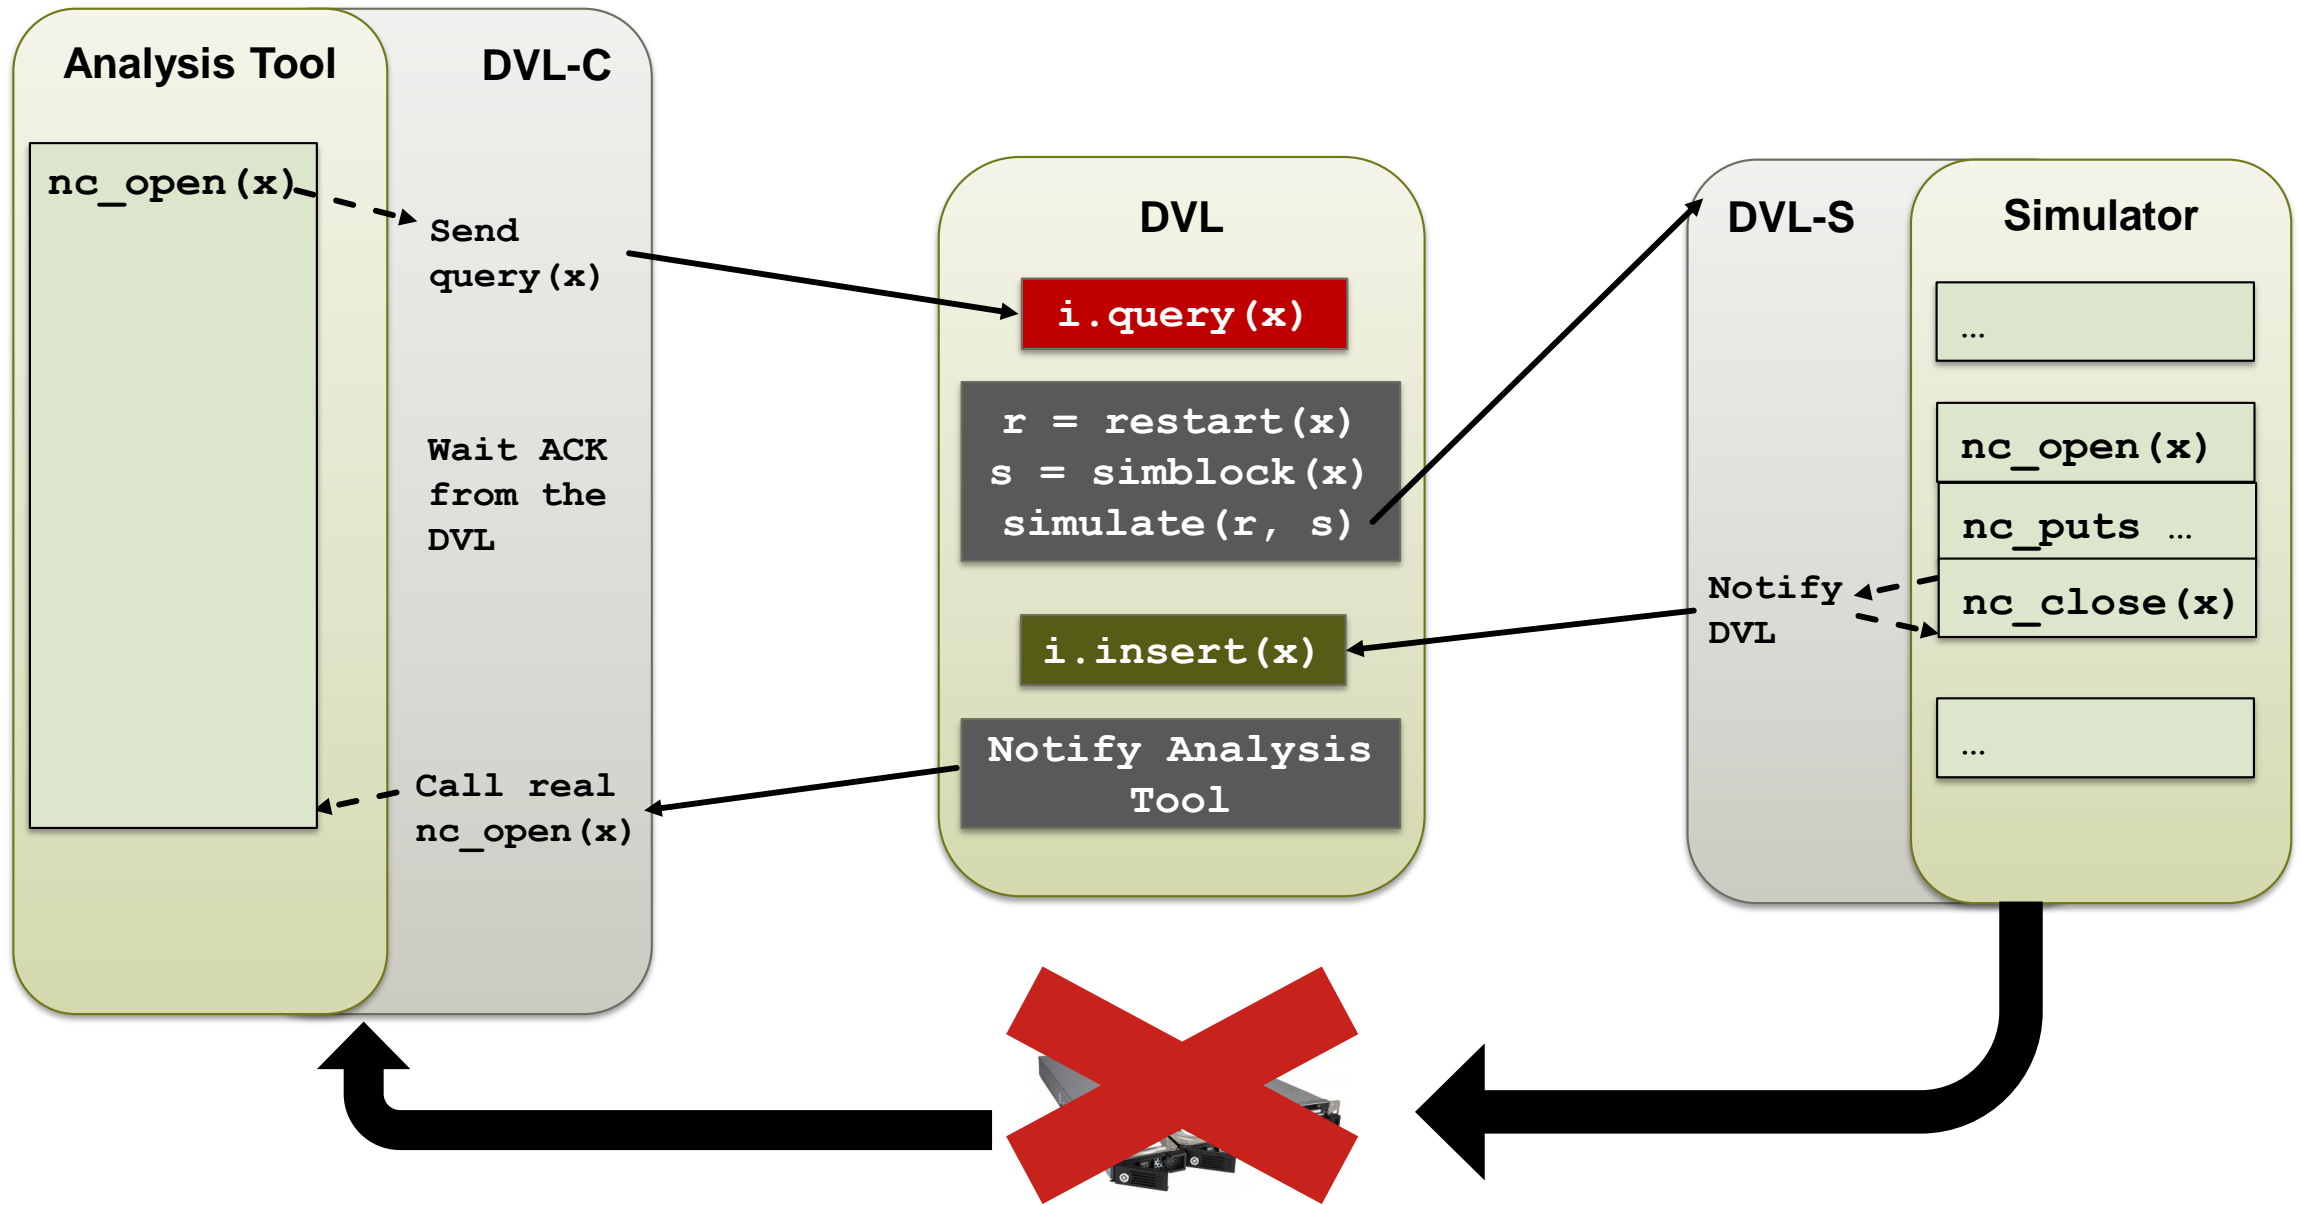 Analysis Tool
DVL-C
nc_open(x)
Send
query(x)
Wait ACK
from the
DVL
Call real
nc_open(x)
DVL
i.query(x)
r = restart(x)
s = simblock(x)
simulate(r, s)
i.insert(x)
Notify Analysis
Tool
DVL-S
Notify
DVL
Simulator
…
nc_open(x)
nc_puts …
nc_close(x)
…